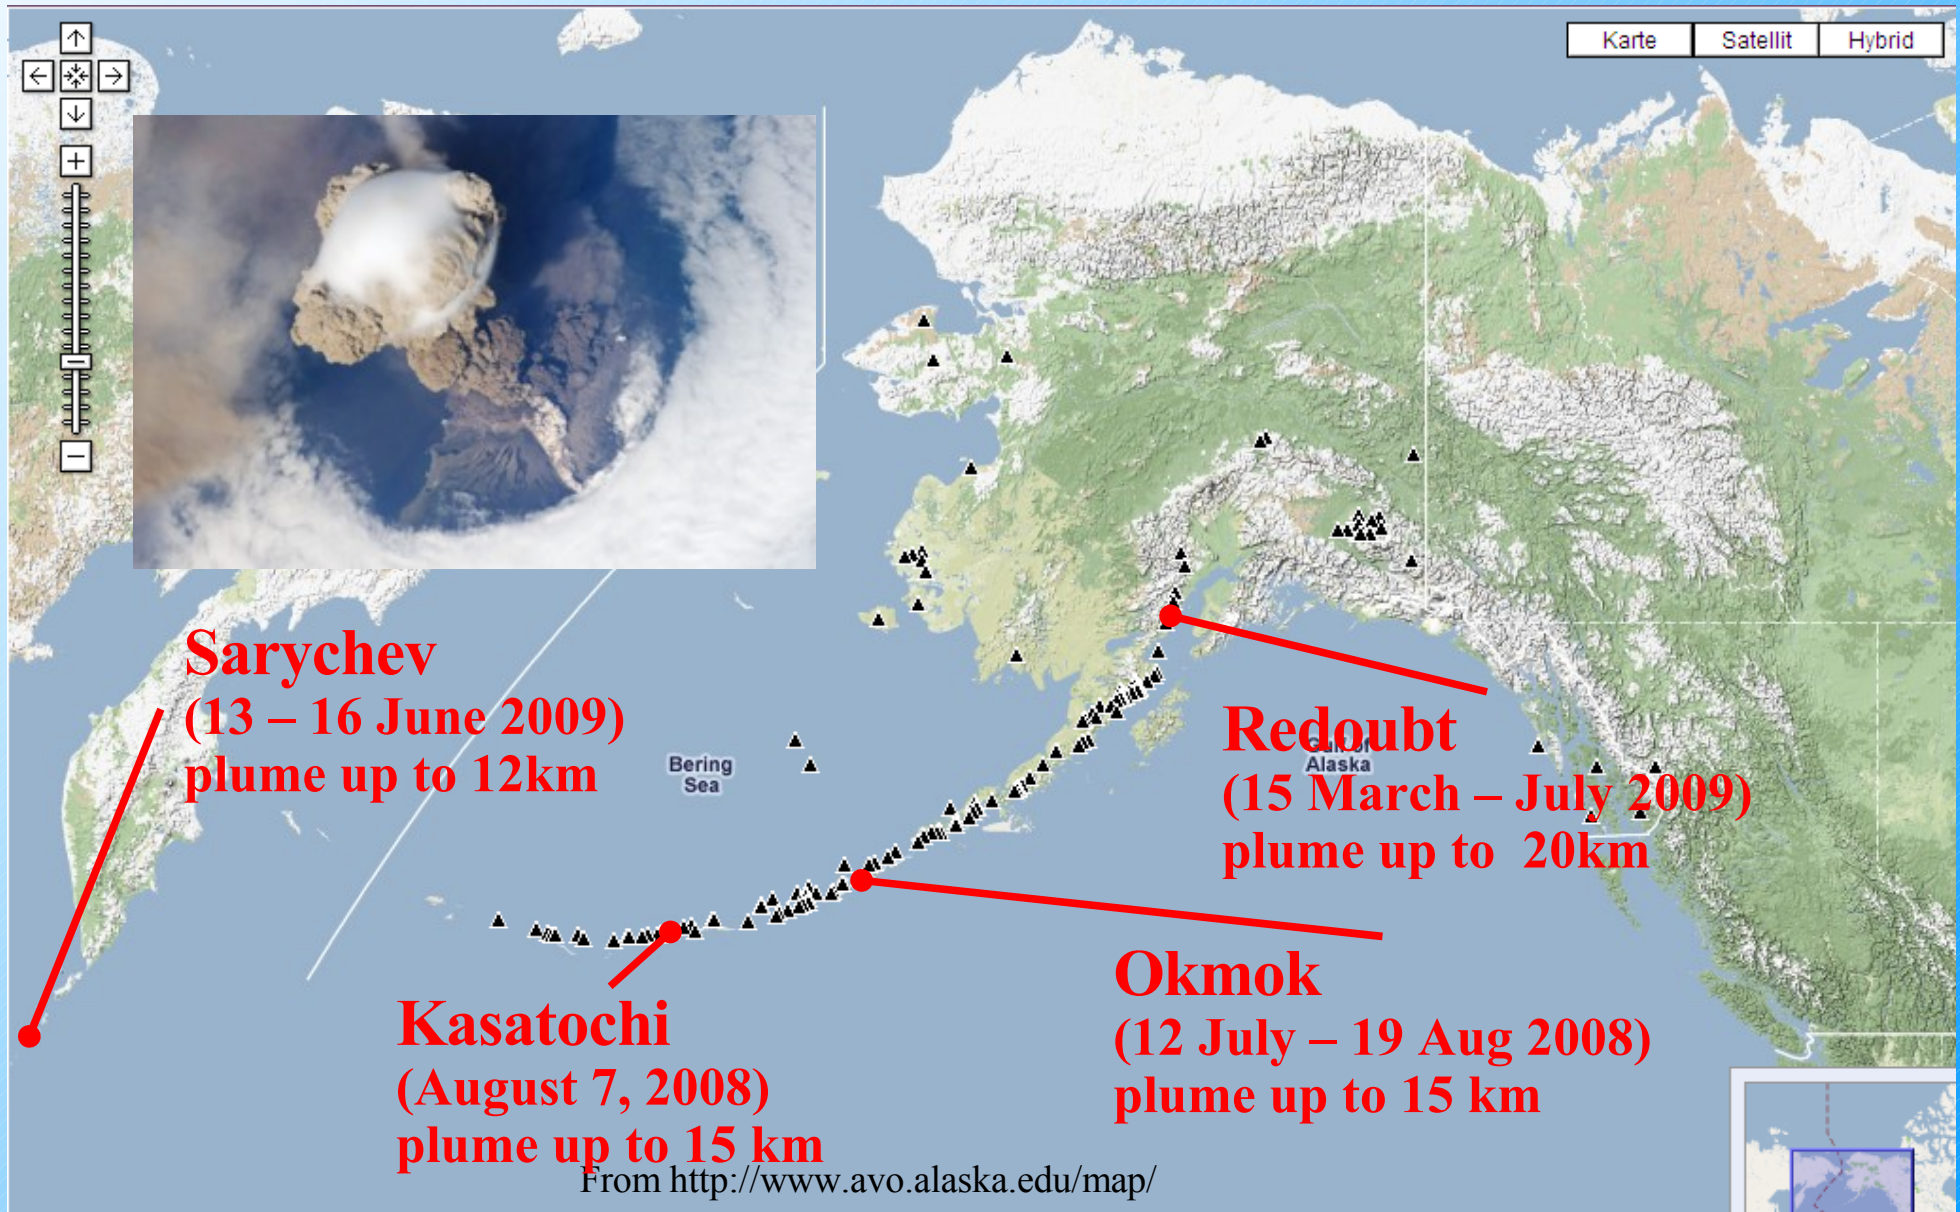 Karte Satellit Hybrid
Sarychev
(13 – 16 June 2009)
plume up to 12km
Bering
Sea
Redoubt
Gulf of
Alaska
(15 March – July 2009)
plume up to 20km
Kasatochi
(August 7, 2008)
plume up to 15 km
Okmok
(12 July – 19 Aug 2008)
plume up to 15 km
From http://www.avo.alaska.edu/map/